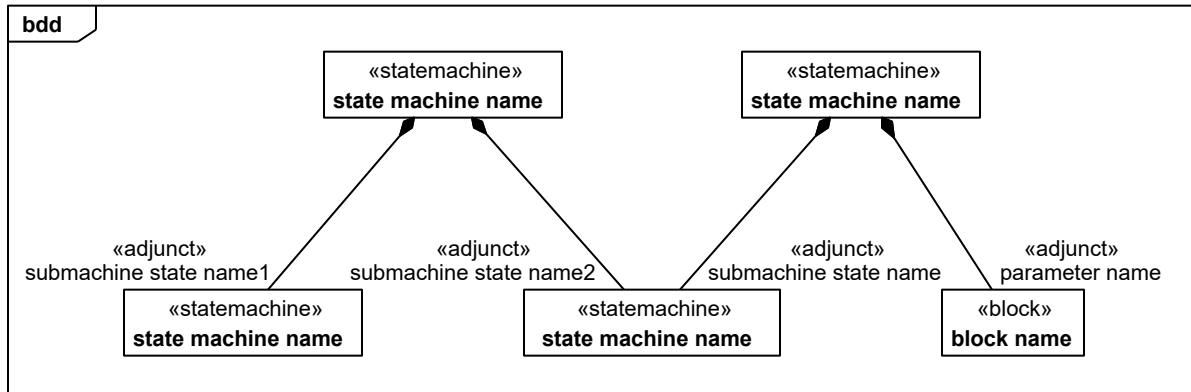 bdd
«statemachine»
state machine name
«statemachine»
state machine name
«adjunct»
submachine state name1
«adjunct»
submachine state name2
«adjunct»
submachine state name
«adjunct»
parameter name
«statemachine»
state machine name
«statemachine»
state machine name
«block»
block name